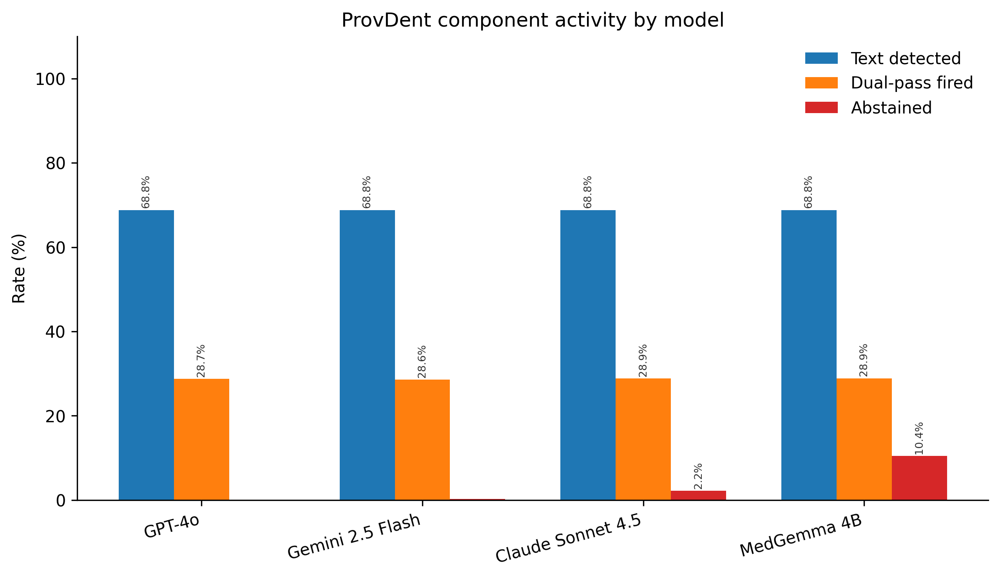 ProvDent component activity by model
Text detected
Dual-pass fired
Abstained
Rate (%)
100
80
60
40
20
0
68.8%
28.7%
68.8%
28.6%
68.8%
28.9%
2.2%
68.8%
28.9%
10.4%
GPT-4o
Gemini 2.5 Flash
Claude Sonnet 4.5
MedGemma 4B